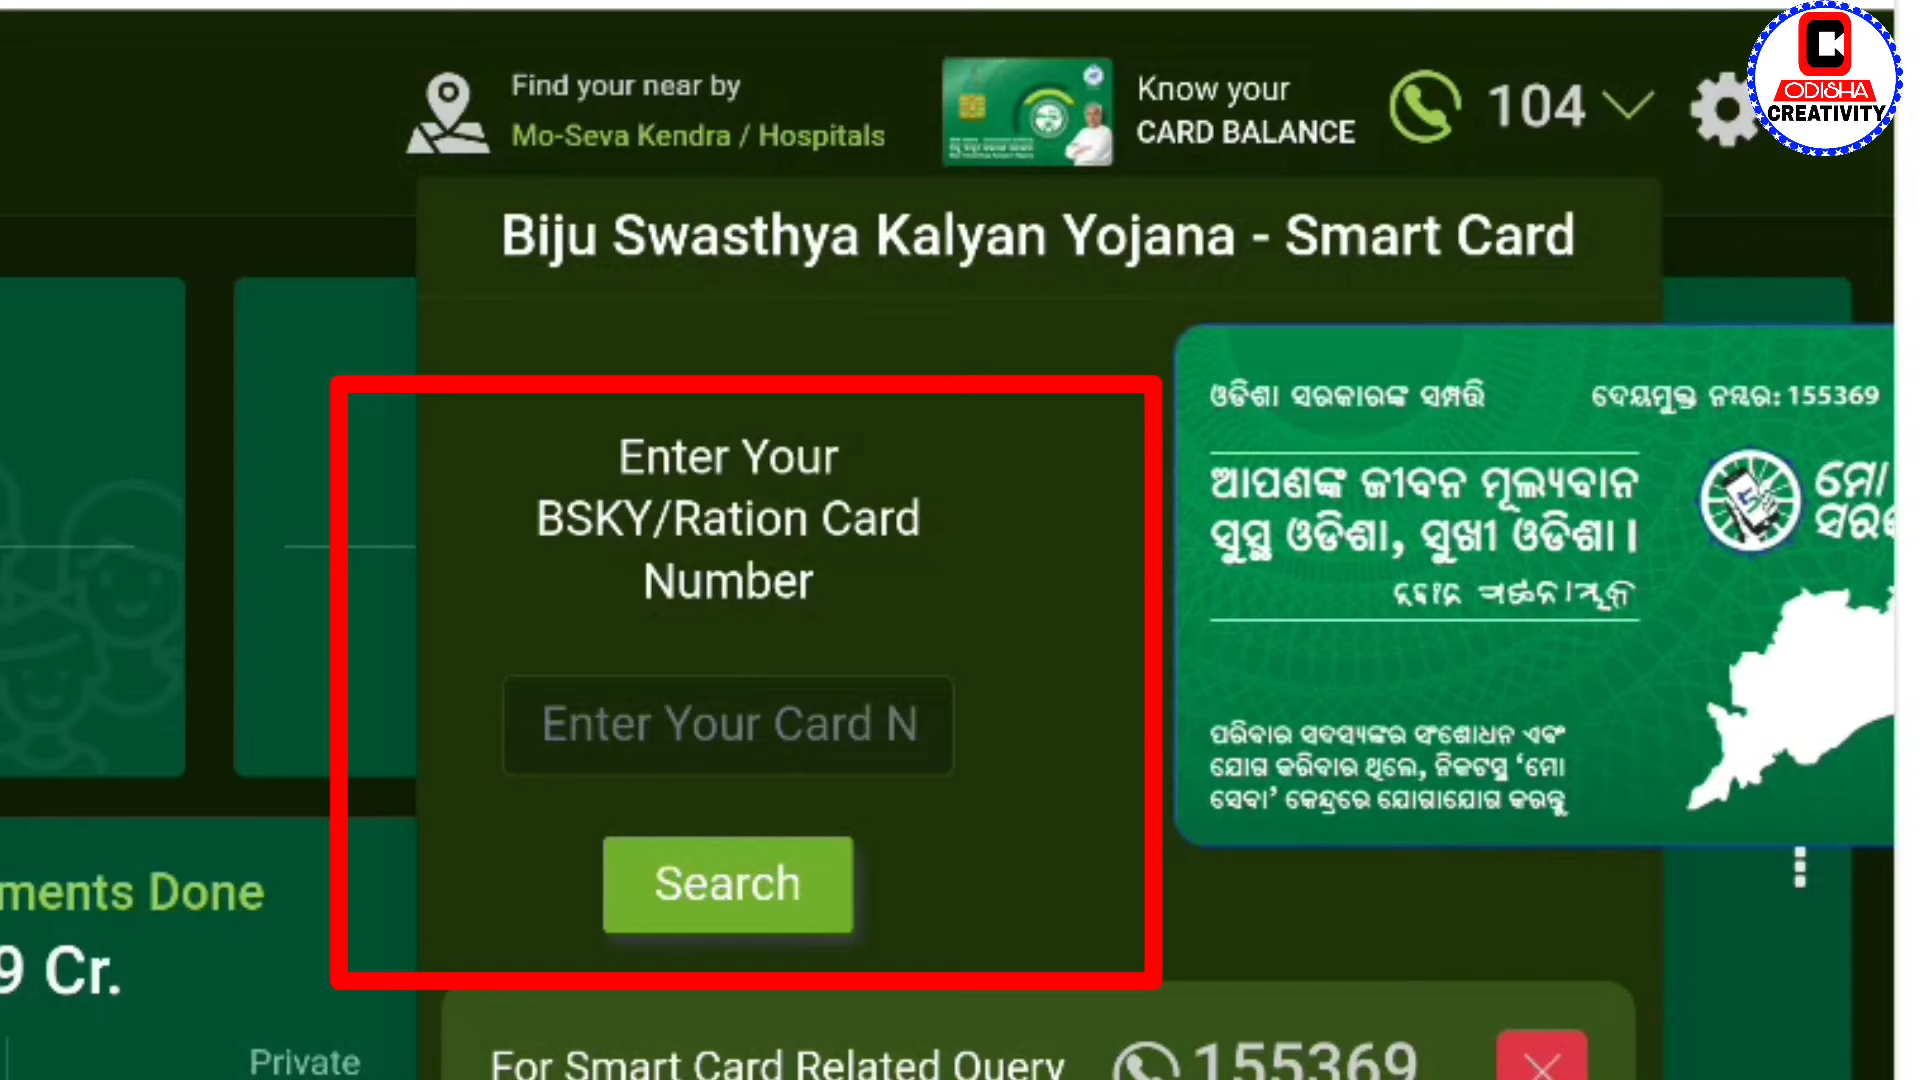 Find your near by
Mo-Seva Kendra / Hospitals
Know your
CARD BALANCE
104
ODISHA
CREATIVITY
Biju Swasthya Kalyan Yojana - Smart Card
ଓଡିଶା ସରକାରଙ୍କ ସମ୍ପତ୍ତି
ଦେୟମୁକ୍ତ ନମ୍ବର: 155369
ଆପଣଙ୍କ ଜୀବନ ମୂଲ୍ୟବାନ
ସୁସ୍ଥ ଓଡିଶା, ସୁଖୀ ଓଡିଶା।
ମୋ
Enter Your
BSKY/Ration Card
Number
Enter Your Card N
ପରିବାର ସଦସ୍ୟଙ୍କର ସଂଶୋଧନ ଏବଂ
ଯୋଗ କରିବାର ଥିଲେ, ନିକଟସ୍ଥ ‘ମୋ
ସେବା’ କେନ୍ଦ୍ରରେ ଯୋଗାଯୋଗ କରନ୍ତୁ
Search
ments Done
9 Cr.
Private
For Smart Card Related Query
155369